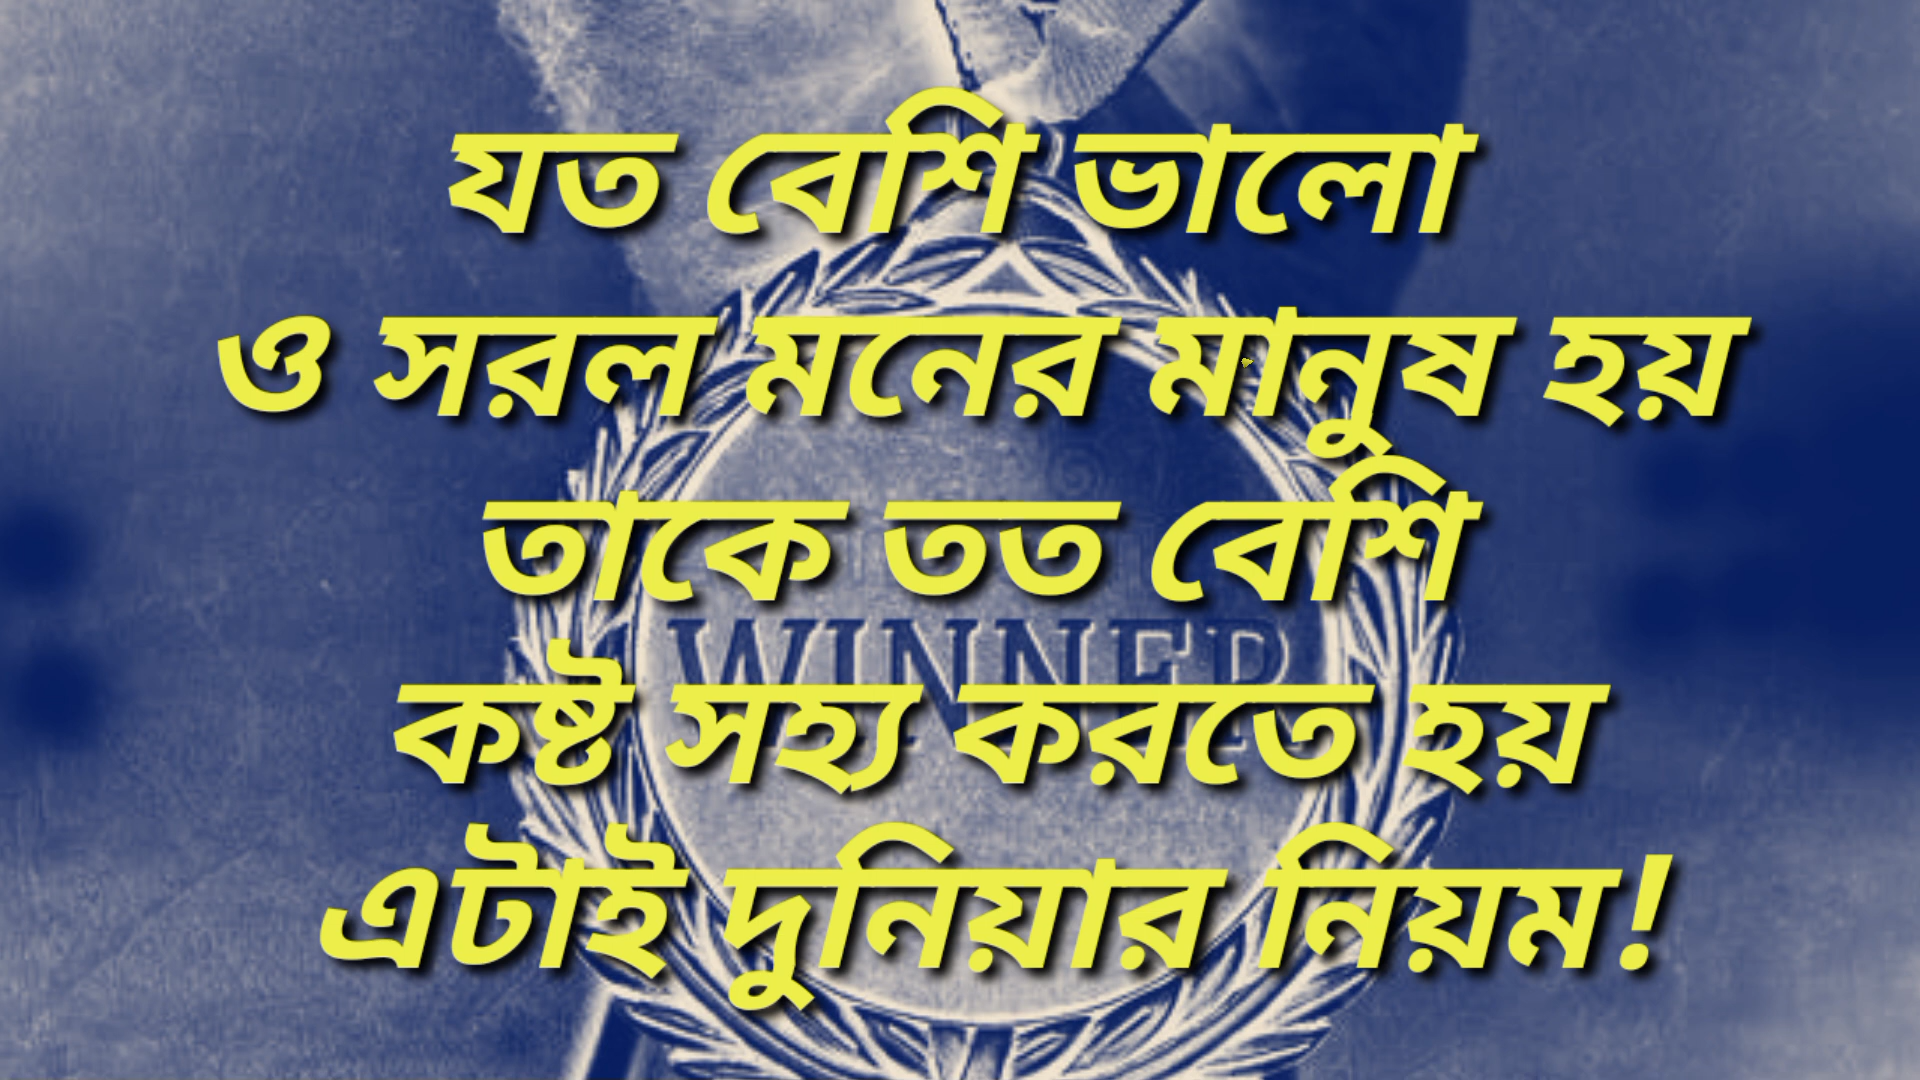 যত বেশি ভালো
ও সরল মনের মানুষ হয়
তাকে তত বেশি
WINNER
কষ্ট সহ্য করতে হয়
এটাই দুনিয়ার নিয়ম!